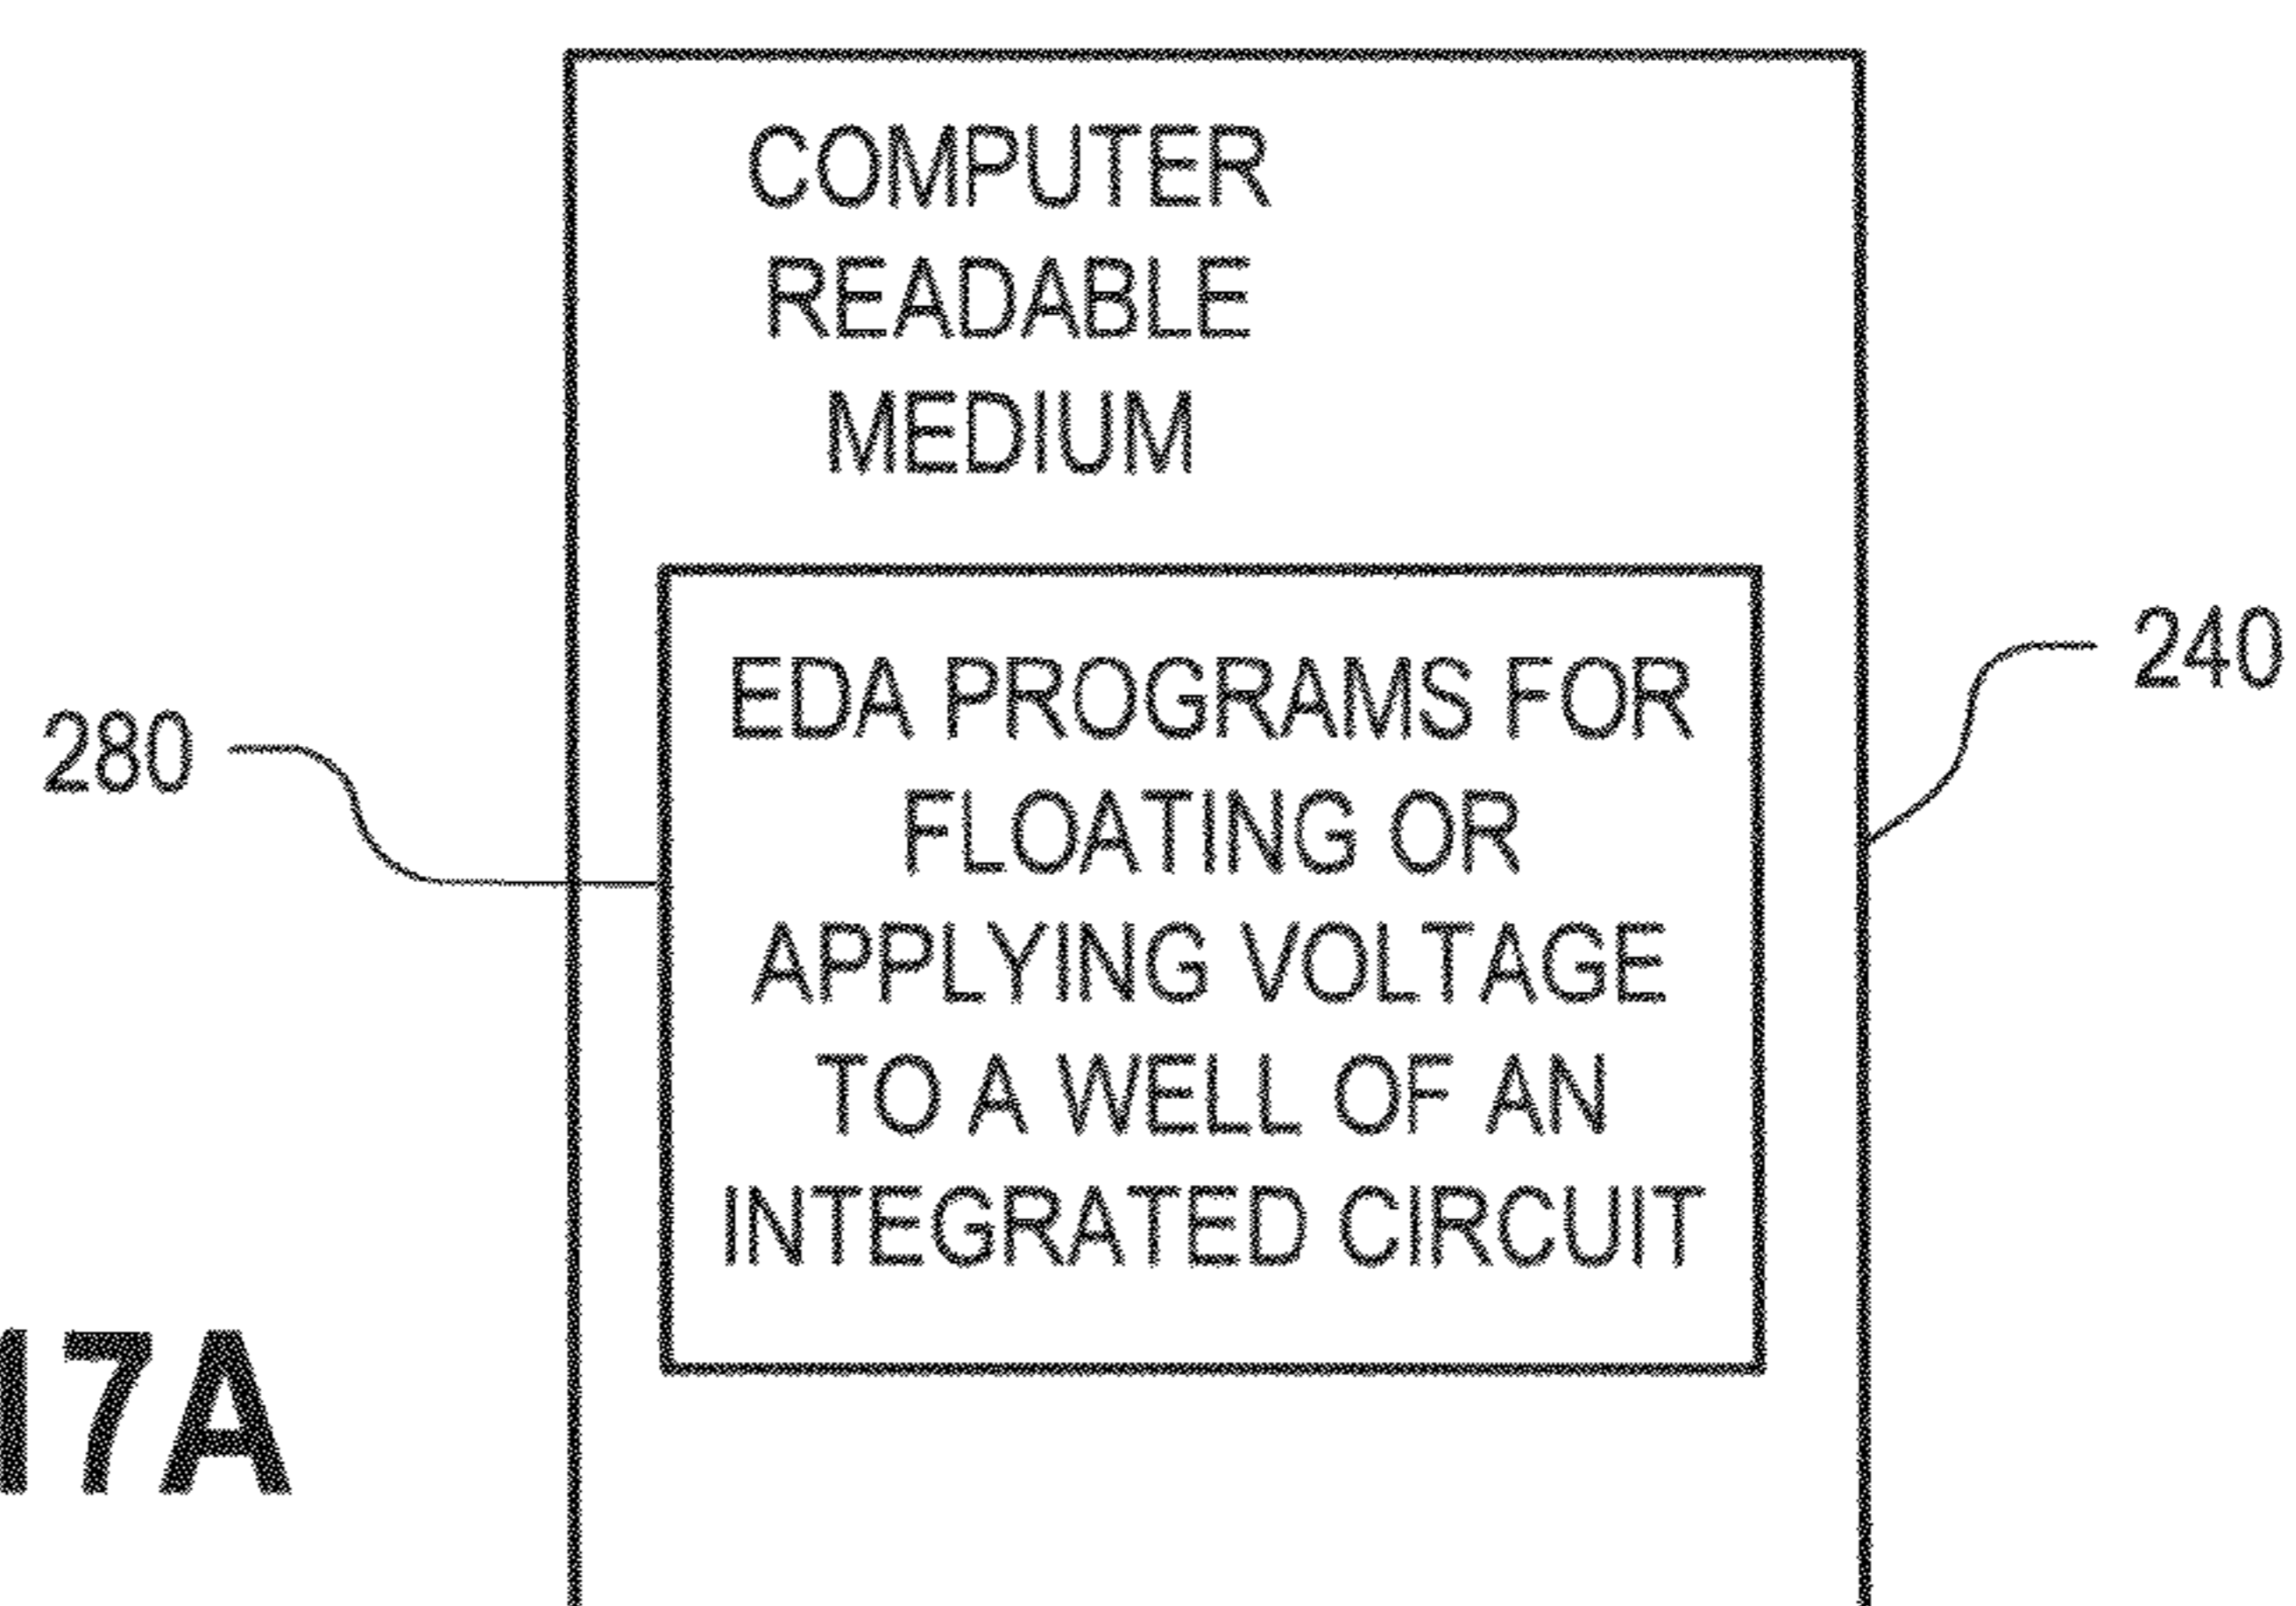 COMPUTER
READABLE
MEDIUM
240
280
EDA PROGRAMS FOR
FLOATING OR
APPLYING VOLTAGE
TO A WELL OF AN
INTEGRATED CIRCUIT
17A